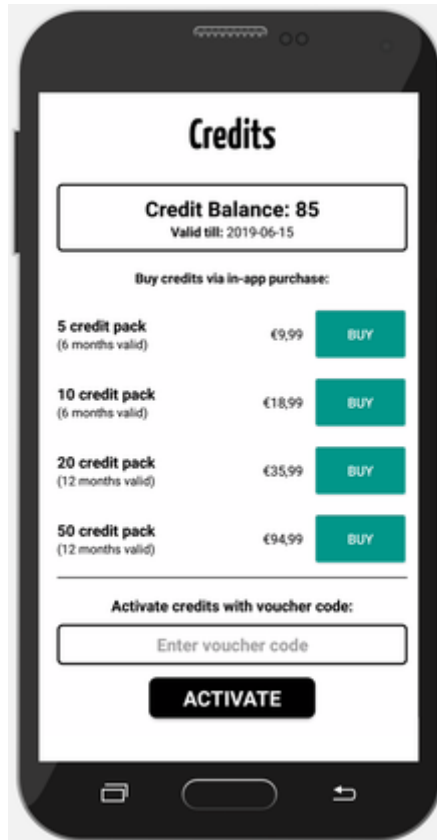 Credits
Credit Balance: 85
Valid till: 2019-06-15
Buy credits via in-app purchase:
5 credit pack
(6 months valid)
€9,99
BUY
10 credit pack
(6 months valid)
€18,99
BUY
20 credit pack
(12 months valid)
€35,99
BUY
50 credit pack
(12 months valid)
€94,99
BUY
Activate credits with voucher code:
Enter voucher code
ACTIVATE